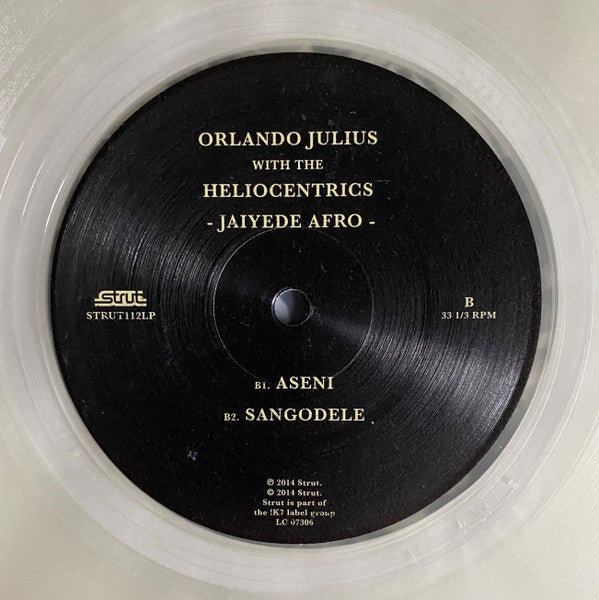 ORLANDO JULIUS
WITH THE
HELIOCENTRICS
- JAIYEDE AFRO -
Strut
STRUT112LP
B
33 1/3 RPM
B1. ASENI
B2. SANGODELE
℗ 2014 Strut.
© 2014 Strut.
Strut is part of
the !K7 label group
LC 07306